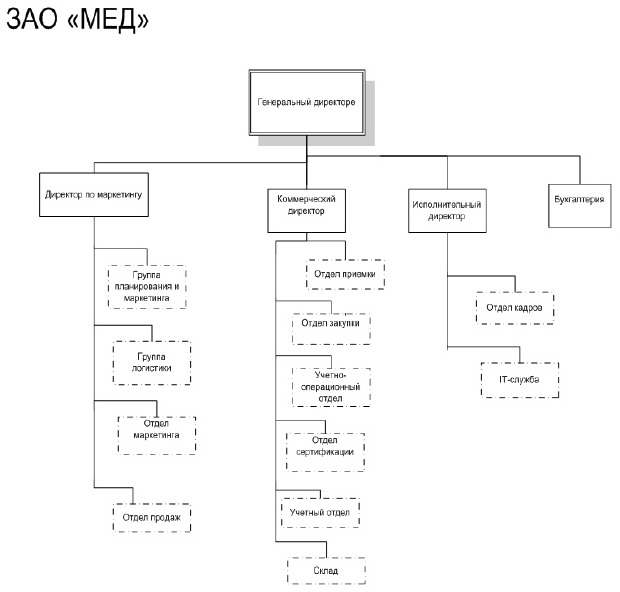 ЗАО «МЕД»
Генеральный директоре
Директор по маркетингу
Коммерческий
директор
Исполнительный
директор
Бухгалтерия
Группа
планирования и
маркетинга
Группа
логистики
Отдел
маркетинга
Отдел продаж
Отдел приемки
Отдел закупки
Учетно-
операционный
отдел
Отдел
сертификации
Учетный отдел
Склад
Отдел кадров
IT-служба